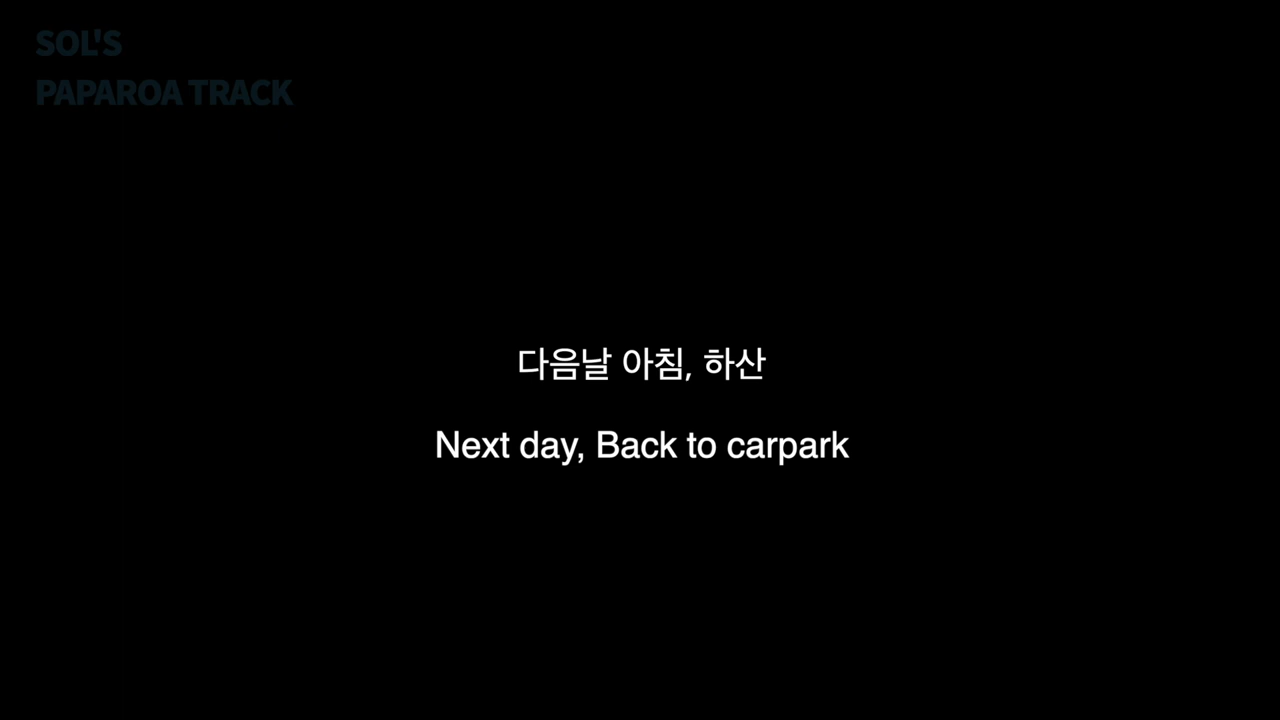 SOL'S
PAPAROA TRACK
다음날 아침, 하산
Next day, Back to carpark